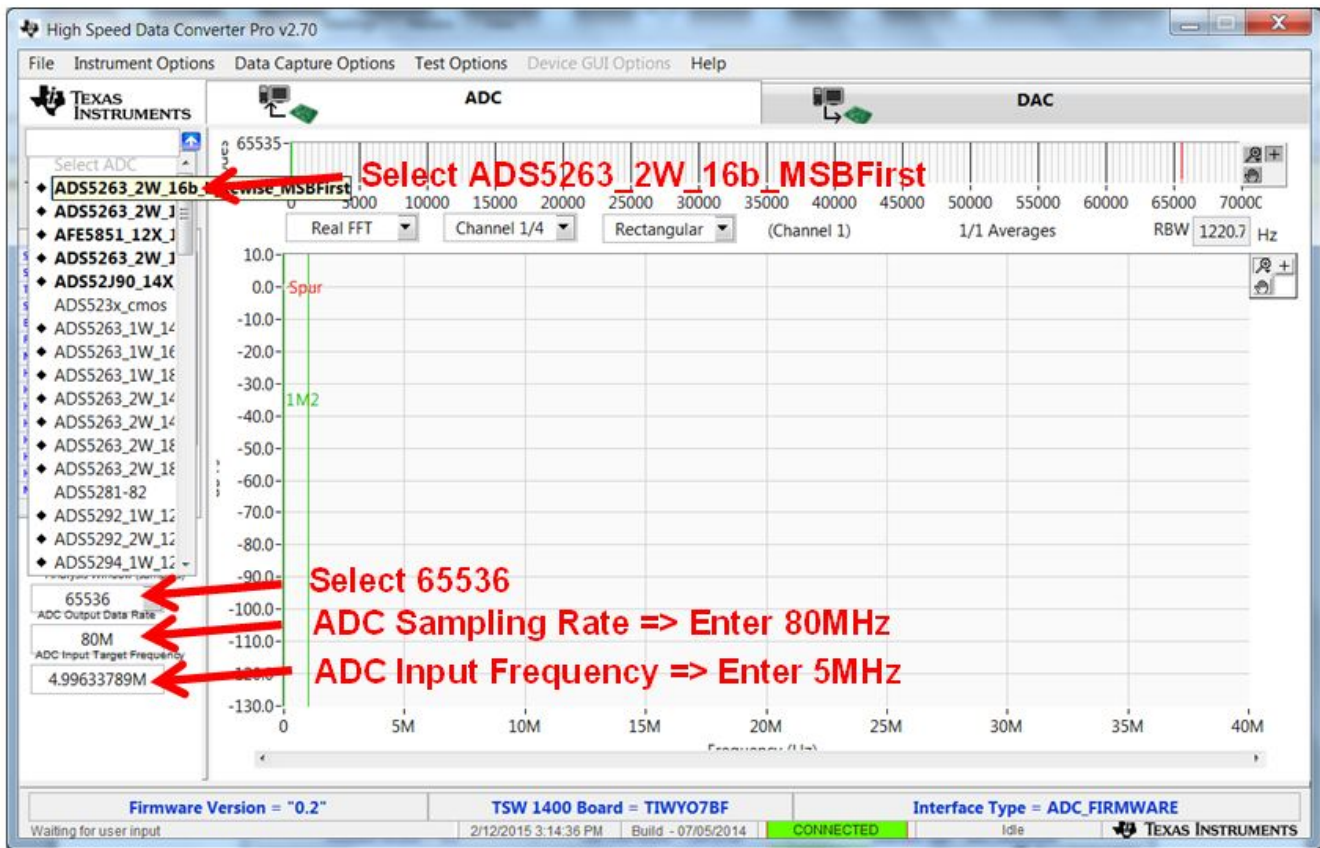 High Speed Data Converter Pro v2.70
File Instrument Options Data Capture Options Test Options Device GUI Options Help
TEXAS INSTRUMENTS
ADC
DAC
Select ADC
ADS5263_2W_16b_
ewise_MSBFirst
ADS5263_2W_1
AFE5851_12X_1
ADS5263_2W_1
ADS52J90_14X
ADS523x_cmos
ADS5263_1W_14
ADS5263_1W_16
ADS5263_1W_18
ADS5263_2W_14
ADS5263_2W_14
ADS5263_2W_18
ADS5263_2W_18
ADS5281-82
ADS5292_1W_12
ADS5292_2W_12
ADS5294_1W_12
65536
ADC Output Data Rate
80M
ADC Input Target Frequency
4.99633789M
65535
Select ADS5263_2W_16b_MSBFirst
5000 10000 15000 20000 25000 30000 35000 40000 45000 50000 55000 60000 65000
Real FFT Channel 1/4 Rectangular (Channel 1) 1/1 Averages RBW 1220.7 Hz
10.0
0.0
Spur
-10.0
-20.0
-30.0
1M2
-40.0
-50.0
-60.0
-70.0
-80.0
-90.0
Select 65536
-100.0
ADC Sampling Rate => Enter 80MHz
-110.0
ADC Input Frequency => Enter 5MHz
-130.0
0 5M 10M 15M 20M 25M 30M 35M 40M
Firmware Version = "0.2" TSW 1400 Board = TIWYO7BF Interface Type = ADC_FIRMWARE
Waiting for user input 2/12/2015 3:14:36 PM Build - 07/05/2014 CONNECTED Idle TEXAS INSTRUMENTS